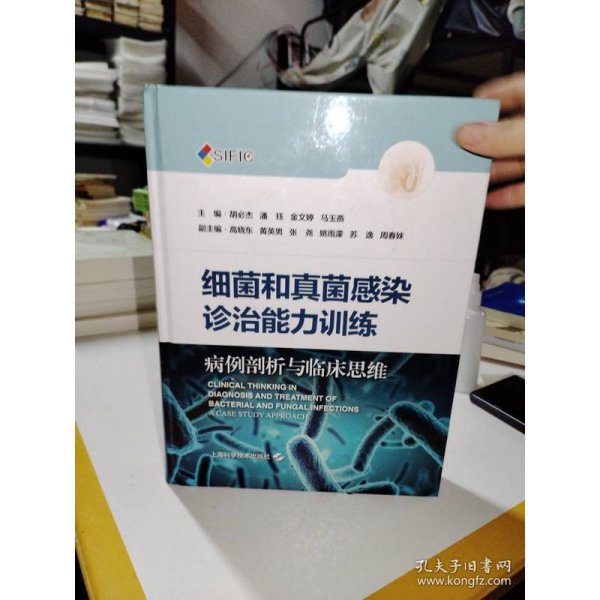 SIFIC
主 编·胡必杰 潘 珏 金文婷 马玉燕
副主编·高晓东 黄英男 张 尧 姚雨濛 苏 逸 周春妹
细菌和真菌感染
诊治能力训练
病例剖析与临床思维
CLINICAL THINKING IN
DIAGNOSIS AND TREATMENT OF
BACTERIAL AND FUNGAL INFECTIONS
A CASE STUDY APPROACH
上海科学技术出版社
孔夫子旧书网
www.kongfz.com